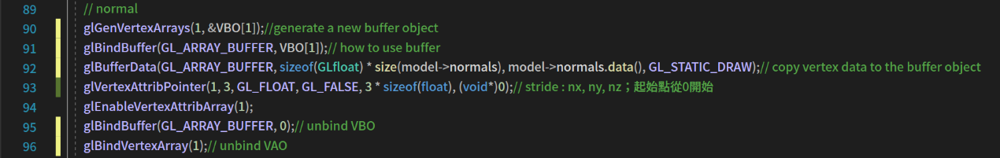 89 // normal
90 glGenVertexArrays(1, &VBO[1]);//generate a new buffer object
91 glBindBuffer(GL_ARRAY_BUFFER, VBO[1]);// how to use buffer
92 glBufferData(GL_ARRAY_BUFFER, sizeof(GLfloat) * size(model->normals), model->normals.data(), GL_STATIC_DRAW);// copy vertex data to the buffer object
93 glVertexAttribPointer(1, 3, GL_FLOAT, GL_FALSE, 3 * sizeof(float), (void*)0);// stride : nx, ny, nz；起始點從0開始
94 glEnableVertexAttribArray(1);
95 glBindBuffer(GL_ARRAY_BUFFER, 0);// unbind VBO
96 glBindVertexArray(1);// unbind VAO